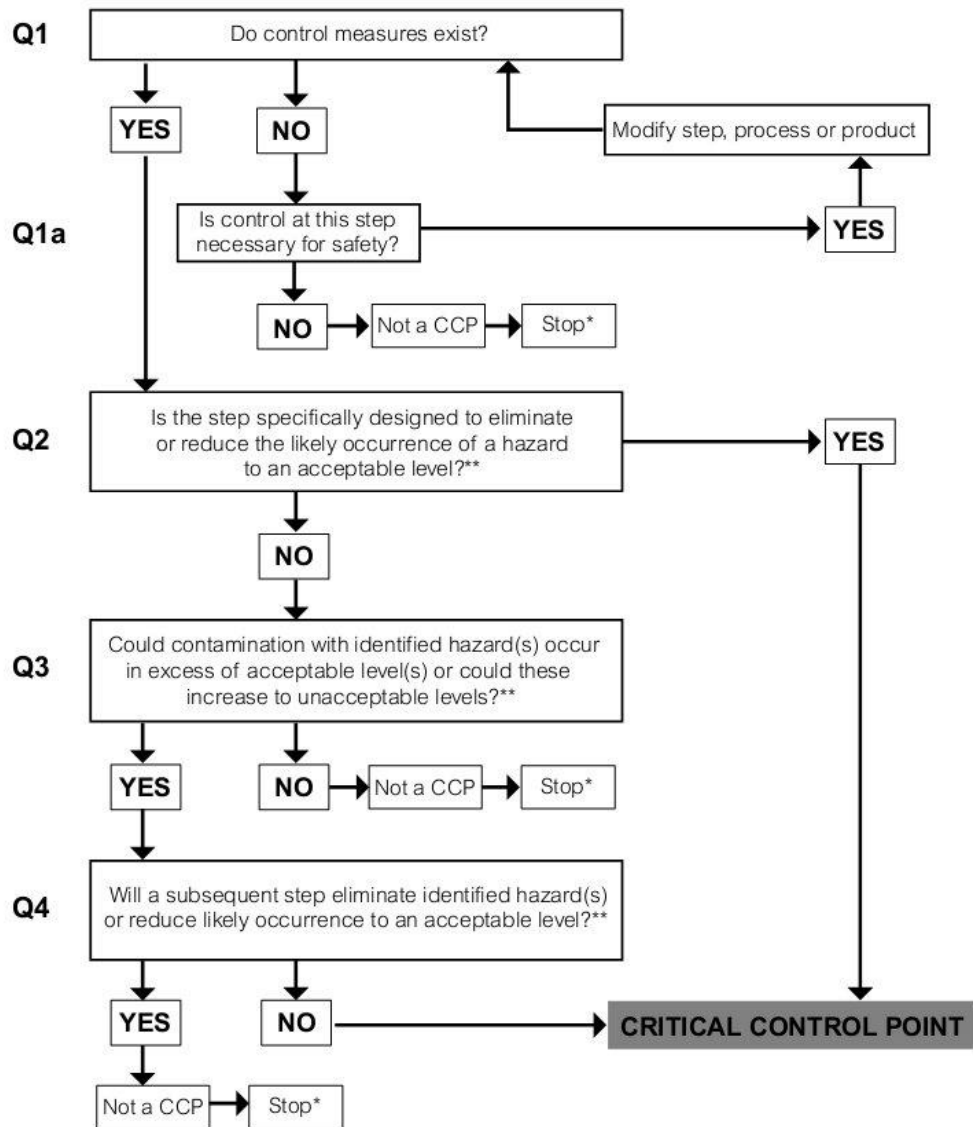 Q1
Do control measures exist?
YES
NO
Modify step, process or product
Q1a
Is control at this step
necessary for safety?
YES
NO
Not a CCP
Stop*
Q2
Is the step specifically designed to eliminate
or reduce the likely occurrence of a hazard
to an acceptable level?**
YES
NO
Q3
Could contamination with identified hazard(s) occur
in excess of acceptable level(s) or could these
increase to unacceptable levels?**
YES
NO
Not a CCP
Stop*
Q4
Will a subsequent step eliminate identified hazard(s)
or reduce likely occurrence to an acceptable level?**
YES
NO
CRITICAL CONTROL POINT
Not a CCP
Stop*